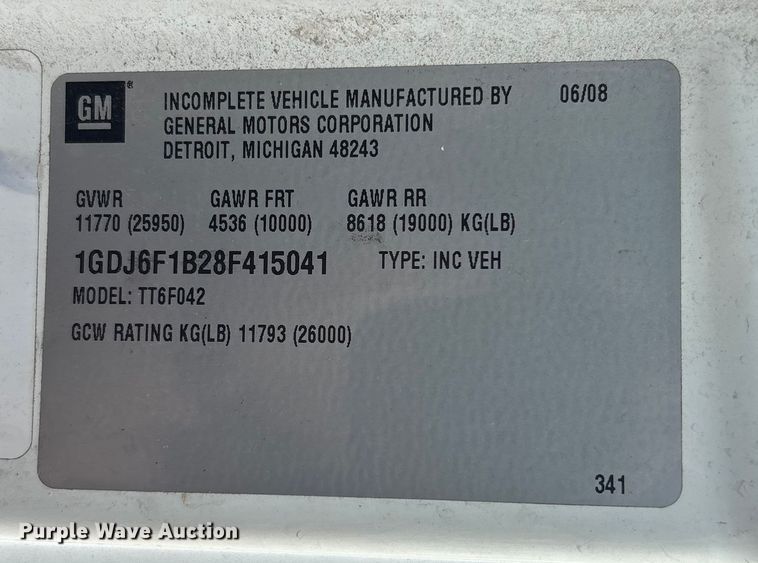 GM ® INCOMPLETE VEHICLE MANUFACTURED BY 06/08
GENERAL MOTORS CORPORATION
DETROIT, MICHIGAN 48243
GVWR GAWR FRT GAWR RR
11770 (25950) 4536 (10000) 8618 (19000) KG(LB)
1GDJ6F1B28F415041 TYPE: INC VEH
MODEL: TT6F042
GCW RATING KG(LB) 11793 (26000)
341
Purple Wave Auction